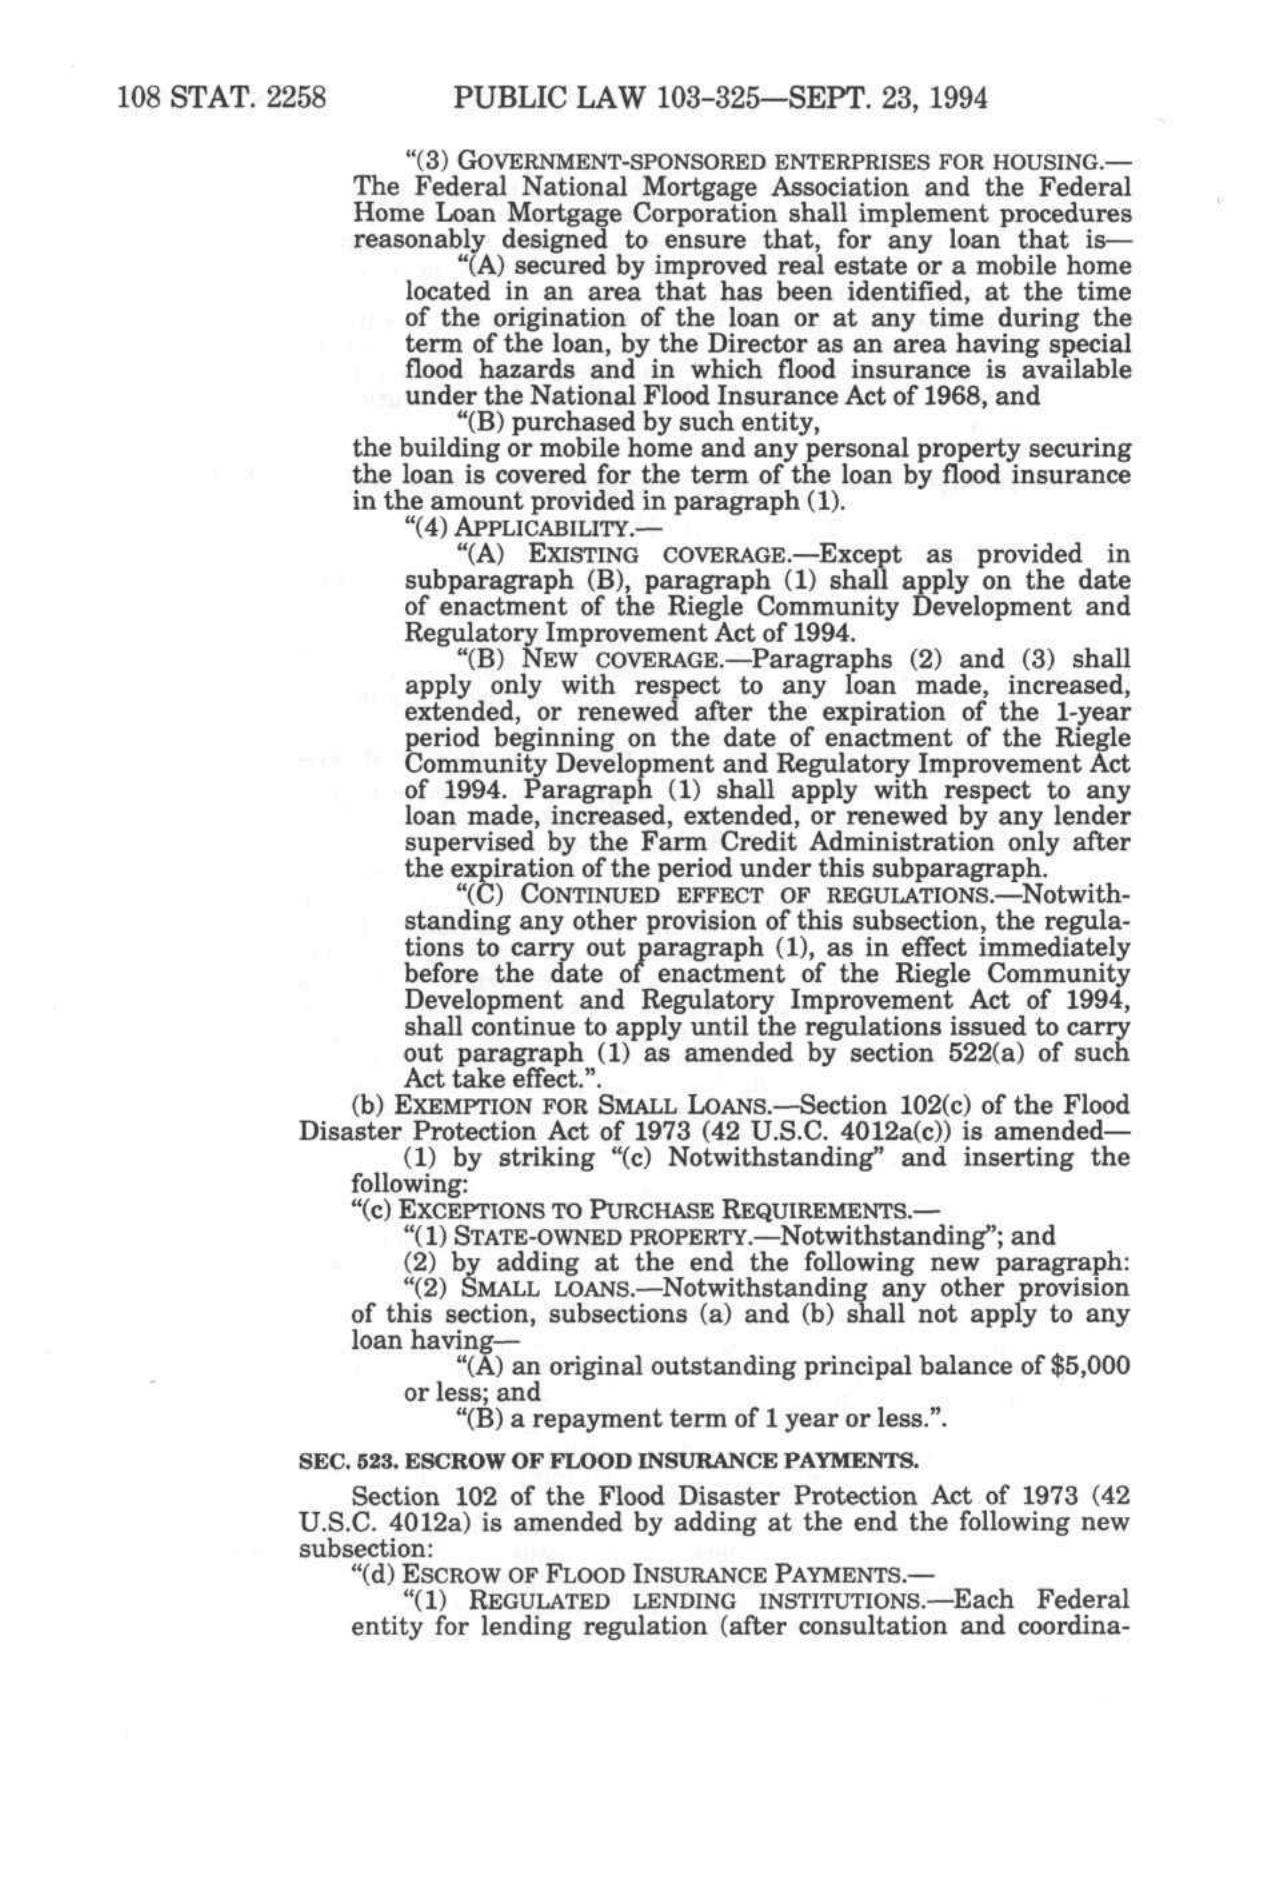 108 STAT. 2258 PUBLIC LAW 103–325—SEPT. 23, 1994
“(3) GOVERNMENT-SPONSORED ENTERPRISES FOR HOUSING.—
The Federal National Mortgage Association and the Federal
Home Loan Mortgage Corporation shall implement procedures
reasonably designed to ensure that, for any loan that is—
“(A) secured by improved real estate or a mobile home
located in an area that has been identified, at the time
of the origination of the loan or at any time during the
term of the loan, by the Director as an area having special
flood hazards and in which flood insurance is available
under the National Flood Insurance Act of 1968, and
“(B) purchased by such entity,
the building or mobile home and any personal property securing
the loan is covered for the term of the loan by flood insurance
in the amount provided in paragraph (1).
“(4) APPLICABILITY.—
“(A) EXISTING COVERAGE.—Except as provided in
subparagraph (B), paragraph (1) shall apply on the date
of enactment of the Riegle Community Development and
Regulatory Improvement Act of 1994.
“(B) NEW COVERAGE.—Paragraphs (2) and (3) shall
apply only with respect to any loan made, increased,
extended, or renewed after the expiration of the 1-year
period beginning on the date of enactment of the Riegle
Community Development and Regulatory Improvement Act
of 1994. Paragraph (1) shall apply with respect to any
loan made, increased, extended, or renewed by any lender
supervised by the Farm Credit Administration only after
the expiration of the period under this subparagraph.
“(C) CONTINUED EFFECT OF REGULATIONS.—Notwith-
standing any other provision of this subsection, the regula-
tions to carry out paragraph (1), as in effect immediately
before the date of enactment of the Riegle Community
Development and Regulatory Improvement Act of 1994,
shall continue to apply until the regulations issued to carry
out paragraph (1) as amended by section 522(a) of such
Act take effect.”.
(b) EXEMPTION FOR SMALL LOANS.—Section 102(c) of the Flood
Disaster Protection Act of 1973 (42 U.S.C. 4012a(c)) is amended—
(1) by striking “(c) Notwithstanding” and inserting the
following:
“(c) EXCEPTIONS TO PURCHASE REQUIREMENTS.—
“(1) STATE-OWNED PROPERTY.—Notwithstanding”; and
(2) by adding at the end the following new paragraph:
“(2) SMALL LOANS.—Notwithstanding any other provision
of this section, subsections (a) and (b) shall not apply to any
loan having—
“(A) an original outstanding principal balance of $5,000
or less; and
“(B) a repayment term of 1 year or less.”.
SEC. 523. ESCROW OF FLOOD INSURANCE PAYMENTS.
Section 102 of the Flood Disaster Protection Act of 1973 (42
U.S.C. 4012a) is amended by adding at the end the following new
subsection:
“(d) ESCROW OF FLOOD INSURANCE PAYMENTS.—
“(1) REGULATED LENDING INSTITUTIONS.—Each Federal
entity for lending regulation (after consultation and coordina-